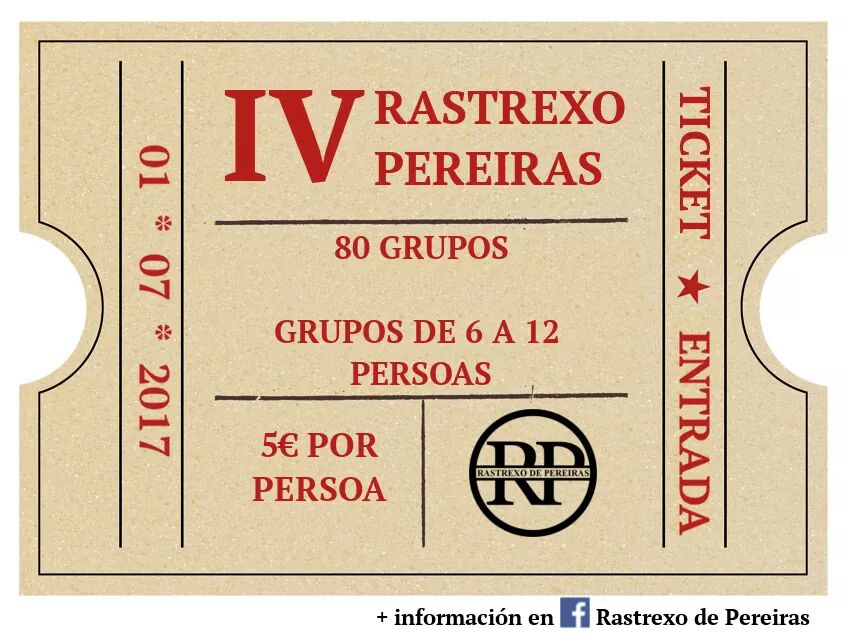 01 * 07 * 2017
IV
RASTREXO
PEREIRAS
80 GRUPOS
GRUPOS DE 6 A 12
PERSOAS
5€ POR
PERSOA
RP
RASTREXO DE PEREIRAS
TICKET ★ ENTRADA
+ información en f Rastrexo de Pereiras